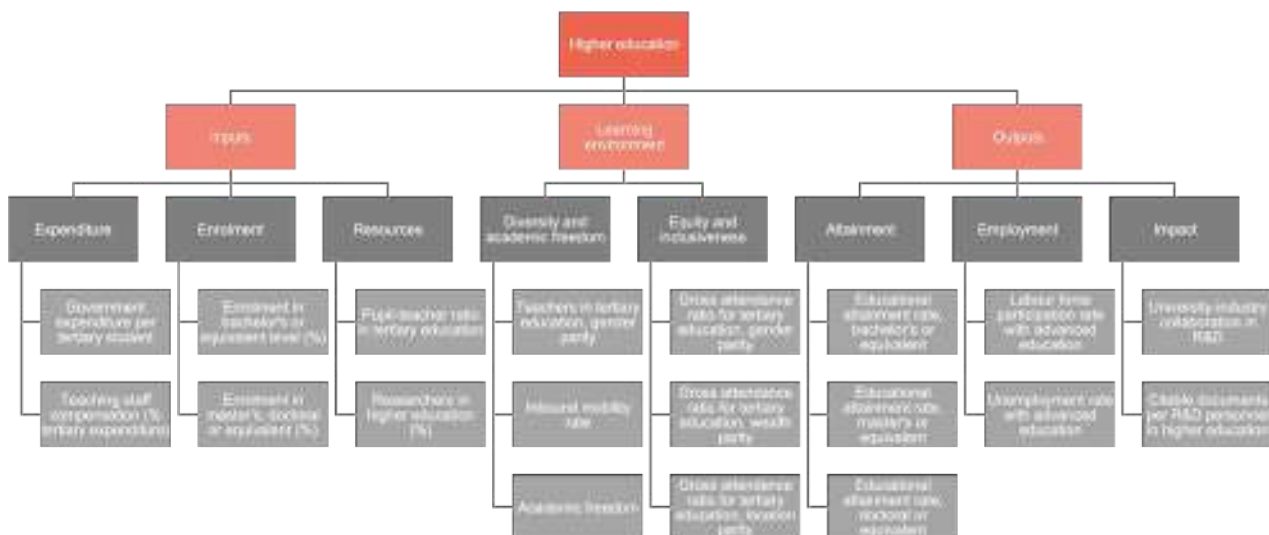 Higher education
Inputs
Learning
environment
Outputs
Expenditure
Enrolment
Resources
Diversity and
academic freedom
Equity and
inclusiveness
Attainment
Employment
Impact
Government
expenditure per
tertiary student
Teaching staff
compensation (%
tertiary expenditure)
Enrolment in
bachelor's or
equivalent level (%)
Enrolment in
master's, doctoral
or equivalent (%)
Pupil-teacher ratio
in tertiary education
Researchers in
higher education
(%)
Teachers in tertiary
education, gender
parity
Inbound mobility
rate
Academic freedom
Gross attendance
ratio for tertiary
education, gender
parity
Gross attendance
ratio for tertiary
education, wealth
parity
Gross attendance
ratio for tertiary
education, location
parity
Educational
attainment rate,
bachelor's or
equivalent
Educational
attainment rate,
master's or
equivalent
Educational
attainment rate,
doctoral or
equivalent
Labour force
participation rate
with advanced
education
Unemployment rate
with advanced
education
University-industry
collaboration in
R&D
Citable documents
per R&D personnel
in higher education